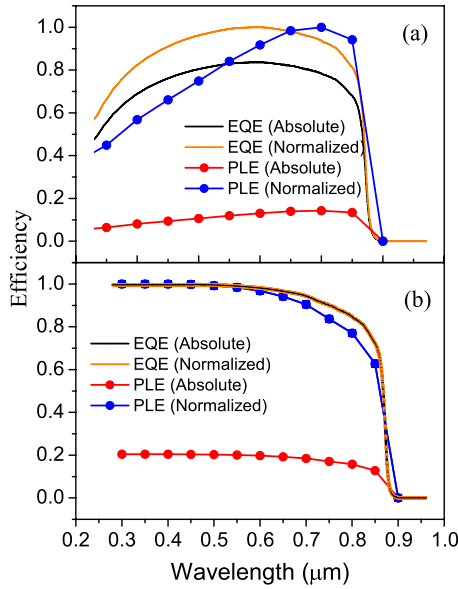 1.0
(a)
0.8
0.6
EQE (Absolute)
EQE (Normalized)
0.4
PLE (Absolute)
PLE (Normalized)
0.2
0.0
Efficiency
1.0
(b)
0.8
EQE (Absolute)
EQE (Normalized)
0.6
PLE (Absolute)
PLE (Normalized)
0.4
0.2
0.0
0.2 0.3 0.4 0.5 0.6 0.7 0.8 0.9 1.0
Wavelength (μm)